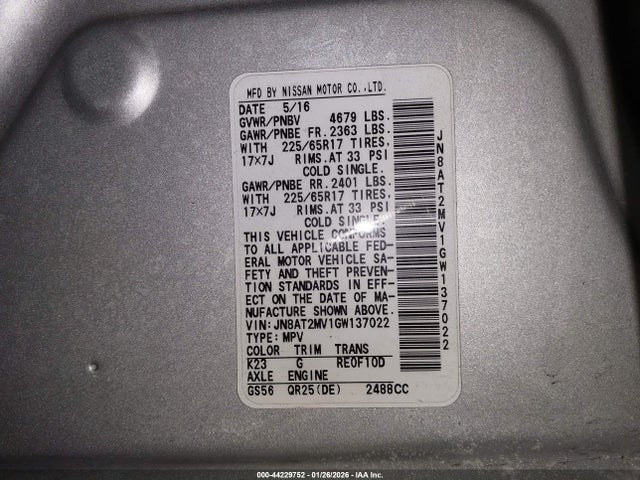 MFD BY NISSAN MOTOR CO.,LTD.
DATE 5/16
GVWR/PNBV 4679 LBS.
GAWR/PNBE FR. 2363 LBS.
WITH 225/65R17 TIRES,
17×7J RIMS. AT 33 PSI
COLD SINGLE.
GAWR/PNBE RR. 2401 LBS.
WITH 225/65R17 TIRES,
17×7J RIMS. AT 33 PSI
COLD SINGLE.
THIS VEHICLE CONFORMS
TO ALL APPLICABLE FED-
ERAL MOTOR VEHICLE SA-
FETY AND THEFT PREVEN-
TION STANDARDS IN EFF-
ECT ON THE DATE OF MA-
NUFACTURE SHOWN ABOVE.
VIN:JN8AT2MV1GW137022
TYPE:MPV
COLOR TRIM TRANS
K23 G RE0F10D
AXLE ENGINE
GS56 QR25(DE) 2488CC
JN8AT2MV1GW137022
000-44229752 - 01/26/2026 - IAA Inc.